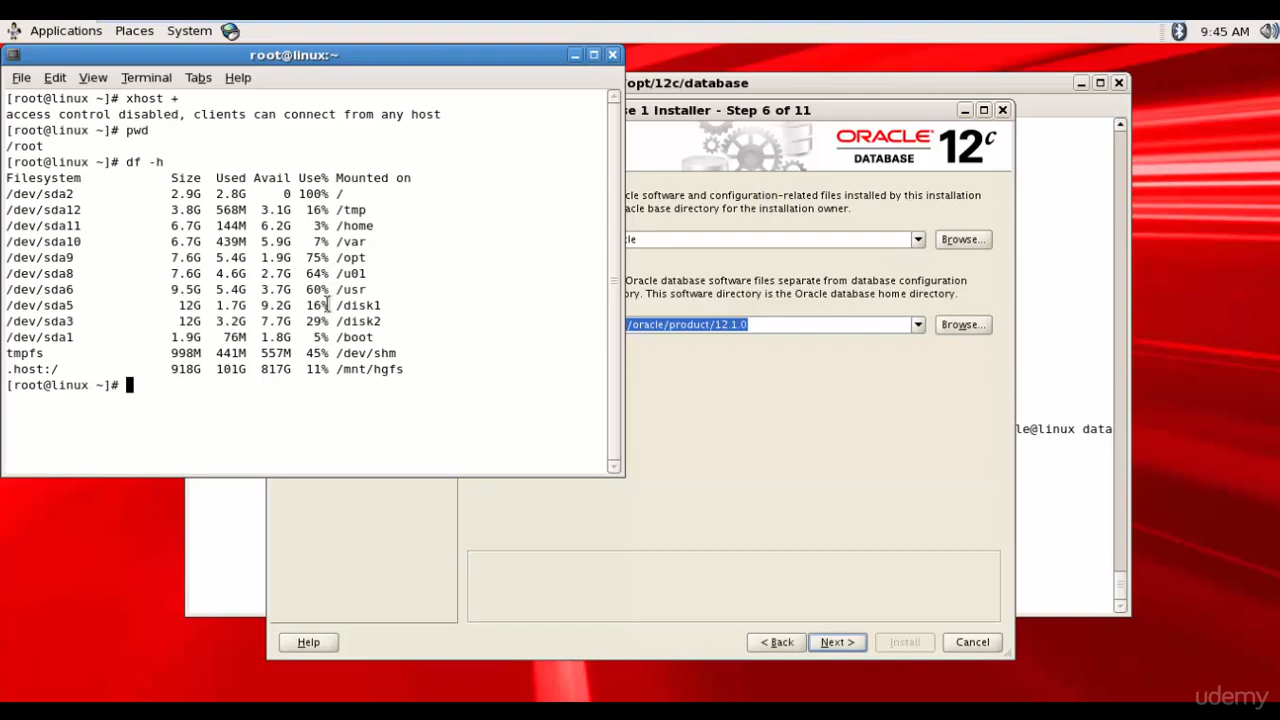 Applications Places System 9:45 AM
root@linux:~
File Edit View Terminal Tabs Help
[root@linux ~]# xhost +
access control disabled, clients can connect from any host
[root@linux ~]# pwd
/root
[root@linux ~]# df -h
Filesystem Size Used Avail Use% Mounted on
/dev/sda2 2.9G 2.8G 0 100% /
/dev/sda12 3.8G 568M 3.1G 16% /tmp
/dev/sda11 6.7G 144M 6.2G 3% /home
/dev/sda10 6.7G 439M 5.9G 7% /var
/dev/sda9 7.6G 5.4G 1.9G 75% /opt
/dev/sda8 7.6G 4.6G 2.7G 64% /u01
/dev/sda6 9.5G 5.4G 3.7G 60% /usr
/dev/sda5 12G 1.7G 9.2G 16% /disk1
/dev/sda3 12G 3.2G 7.7G 29% /disk2
/dev/sda1 1.9G 76M 1.8G 5% /boot
tmpfs 998M 441M 557M 45% /dev/shm
.host:/ 918G 101G 817G 11% /mnt/hgfs
[root@linux ~]#
opt/12c/database
e 1 Installer - Step 6 of 11
ORACLE
DATABASE 12c
cle software and configuration-related files installed by this installation
acle base directory for the installation owner.
cle Browse...
Oracle database software files separate from database configuration
ory. This software directory is the Oracle database home directory.
/oracle/product/12.1.0 Browse...
le@linux data
Help < Back Next > Install Cancel
udemy